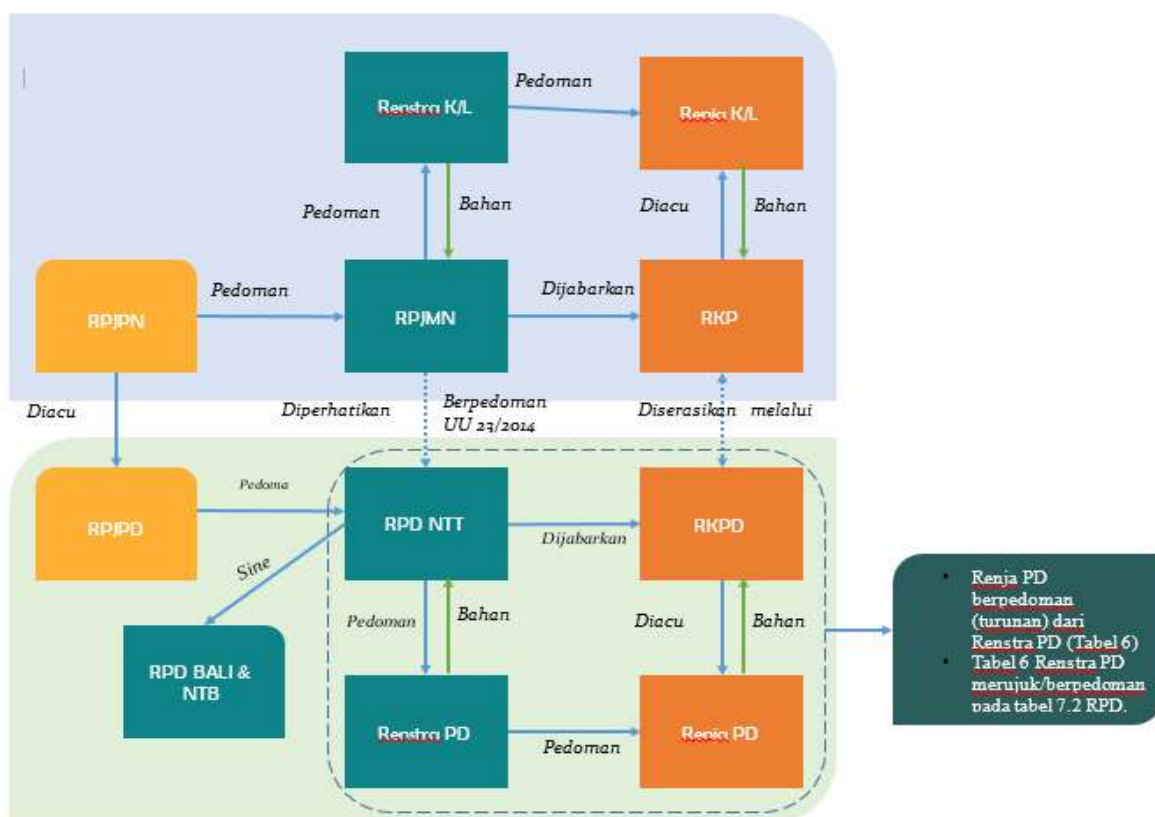 Pedoman
Renstra K/L
Renja K/L
Pedoman
Bahan
Diacu
Bahan
Pedoman
Dijabarkan
RPJPN
RPJMN
RKP
Diacu
Diperhatikan
Berpedoman
UU 23/2014
Diserasikan melalui
Pedoma
RPJPD
RPD NTT
RKPD
Dijabarkan
Sine
Pedoman
Bahan
Diacu
Bahan
RPD BALI &
NTB
Renstra PD
Renja PD
Pedoman
• Renja PD
berpedoman
(turunan) dari
Renstra PD (Tabel 6)
• Tabel 6 Renstra PD
merujuk/berpedoman
pada tabel 7.2 RPD.